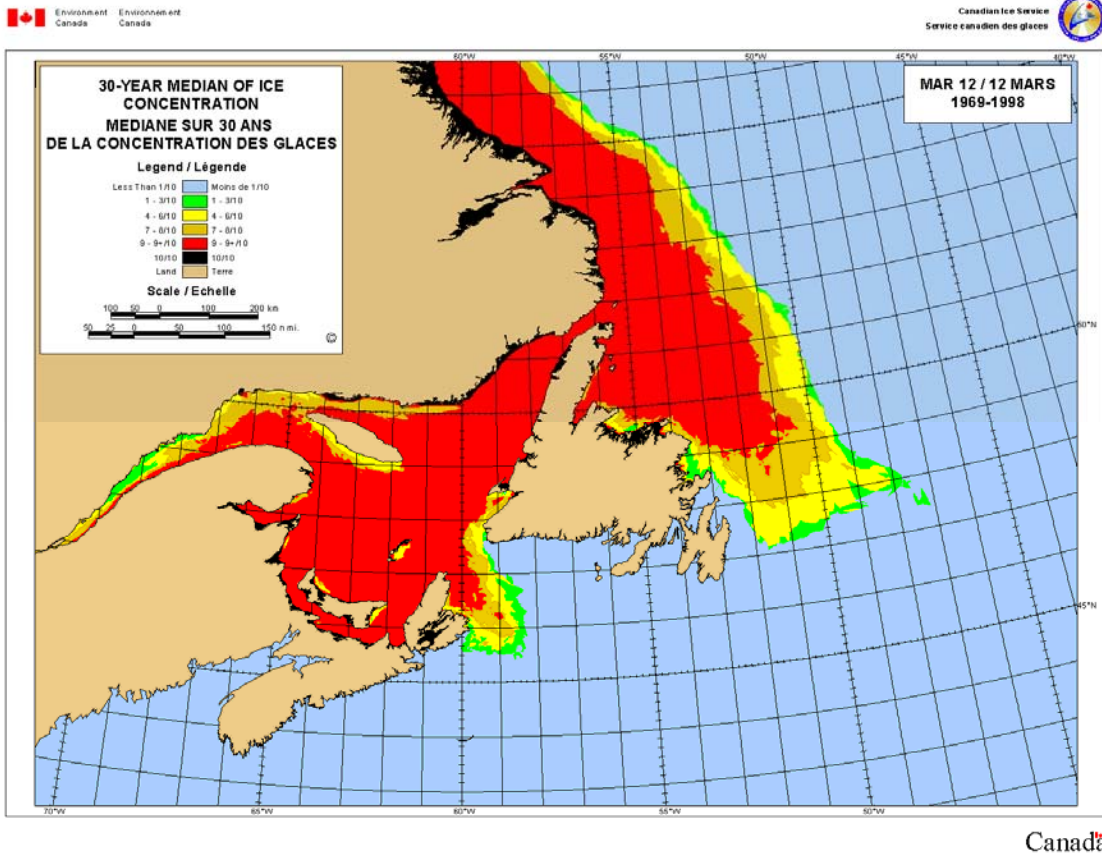 Environment Environnement
Canada Canada
Canadian Ice Service
Service canadien des glaces
60°W 55°W 50°W 45°W 40°W
30-YEAR MEDIAN OF ICE
CONCENTRATION
MEDIANE SUR 30 ANS
DE LA CONCENTRATION DES GLACES
Legend / Légende
Less Than 1/10 Moins de 1/10
1 - 3/10 1 - 3/10
4 - 6/10 4 - 6/10
7 - 8/10 7 - 8/10
9 - 9+/10 9 - 9+/10
10/10 10/10
Land Terre
Scale / Echelle
100 50 0 100 200 km
50 25 0 50 100 150 n mi.
©
MAR 12 / 12 MARS
1969-1998
50°N
45°N
70°W 65°W 60°W 55°W 50°W
Canada